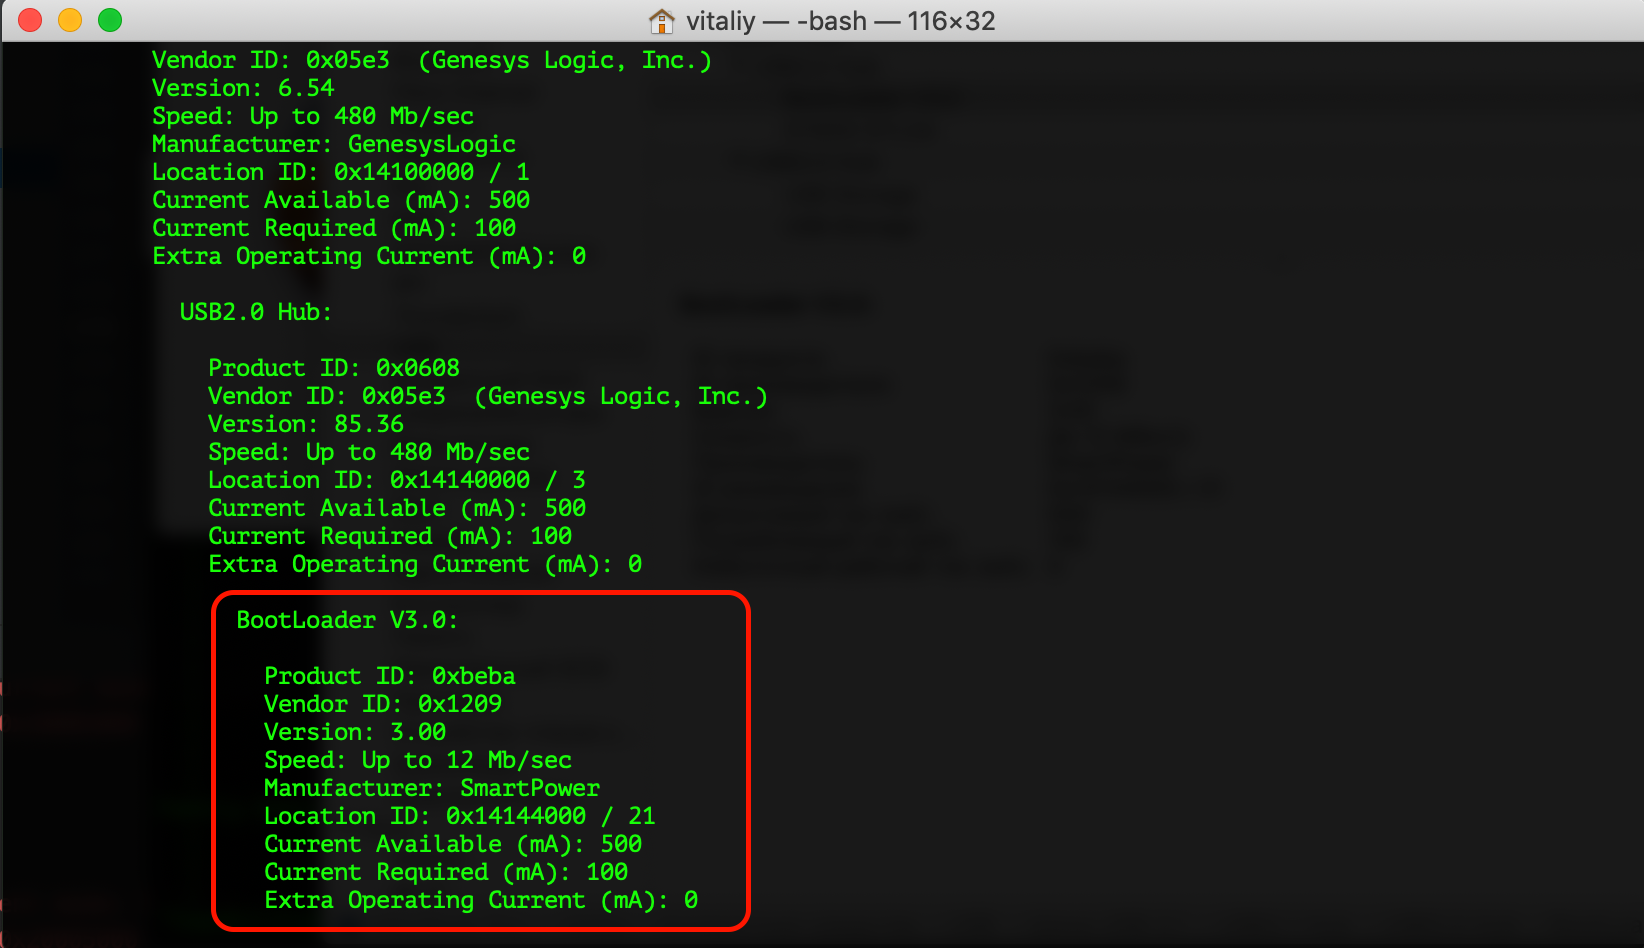 vitaliy — -bash — 116×32
Vendor ID: 0x05e3  (Genesys Logic, Inc.)
Version: 6.54
Speed: Up to 480 Mb/sec
Manufacturer: GenesysLogic
Location ID: 0x14100000 / 1
Current Available (mA): 500
Current Required (mA): 100
Extra Operating Current (mA): 0
USB2.0 Hub:
Product ID: 0x0608
Vendor ID: 0x05e3  (Genesys Logic, Inc.)
Version: 85.36
Speed: Up to 480 Mb/sec
Location ID: 0x14140000 / 3
Current Available (mA): 500
Current Required (mA): 100
Extra Operating Current (mA): 0
BootLoader V3.0:
Product ID: 0xbeba
Vendor ID: 0x1209
Version: 3.00
Speed: Up to 12 Mb/sec
Manufacturer: SmartPower
Location ID: 0x14144000 / 21
Current Available (mA): 500
Current Required (mA): 100
Extra Operating Current (mA): 0